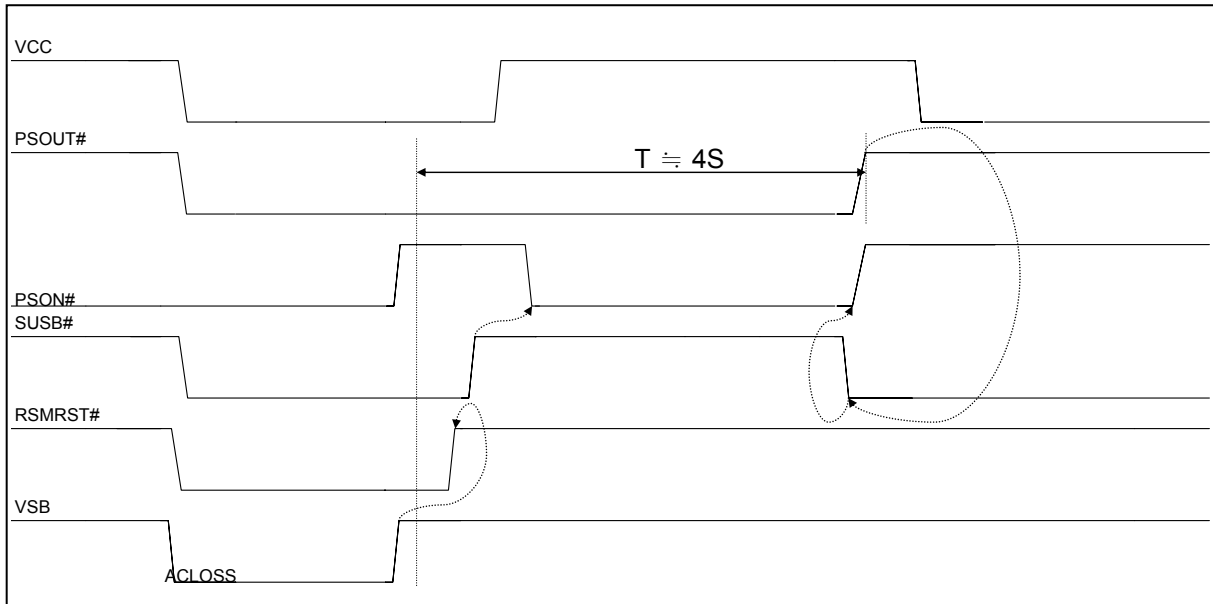 VCC
PSOUT#
T ≒ 4S
PSON#
SUSB#
RSMRST#
VSB
ACLOSS